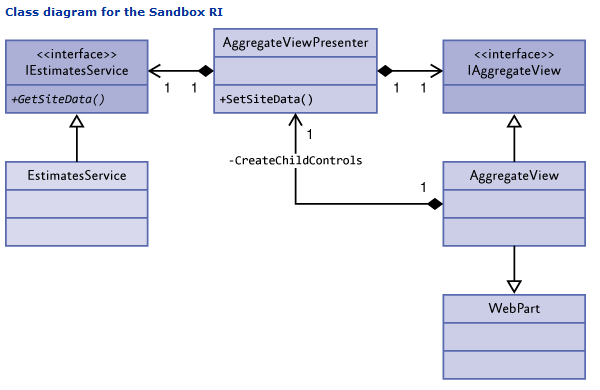 Class diagram for the Sandbox RI
<<interface>>
IEstimatesService
+GetSiteData()
AggregateViewPresenter
+SetSiteData()
<<interface>>
IAggregateView
1
1
1
1
1
-CreateChildControls
1
EstimatesService
AggregateView
WebPart